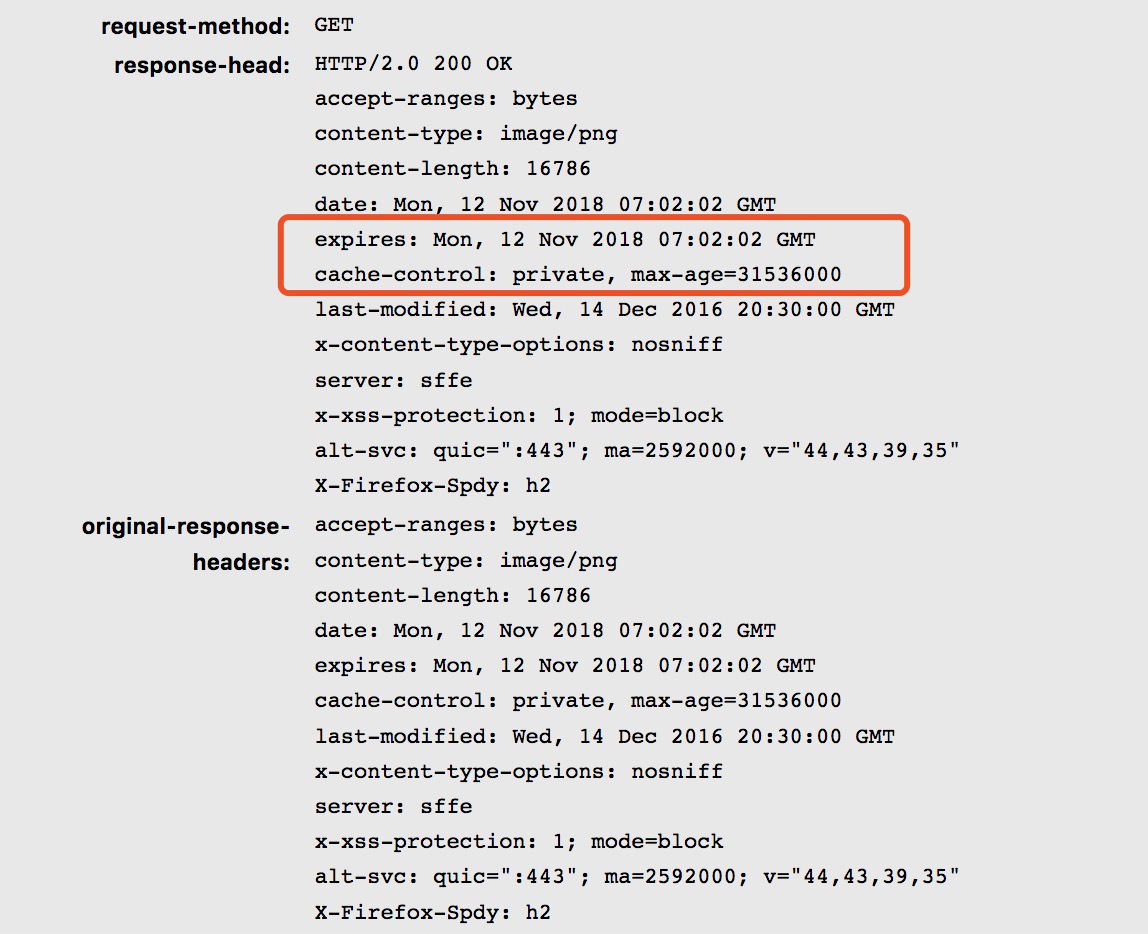 request-method: GET
response-head: HTTP/2.0 200 OK
accept-ranges: bytes
content-type: image/png
content-length: 16786
date: Mon, 12 Nov 2018 07:02:02 GMT
expires: Mon, 12 Nov 2018 07:02:02 GMT
cache-control: private, max-age=31536000
last-modified: Wed, 14 Dec 2016 20:30:00 GMT
x-content-type-options: nosniff
server: sffe
x-xss-protection: 1; mode=block
alt-svc: quic=":443"; ma=2592000; v="44,43,39,35"
X-Firefox-Spdy: h2
original-response- accept-ranges: bytes
headers: content-type: image/png
content-length: 16786
date: Mon, 12 Nov 2018 07:02:02 GMT
expires: Mon, 12 Nov 2018 07:02:02 GMT
cache-control: private, max-age=31536000
last-modified: Wed, 14 Dec 2016 20:30:00 GMT
x-content-type-options: nosniff
server: sffe
x-xss-protection: 1; mode=block
alt-svc: quic=":443"; ma=2592000; v="44,43,39,35"
X-Firefox-Spdy: h2